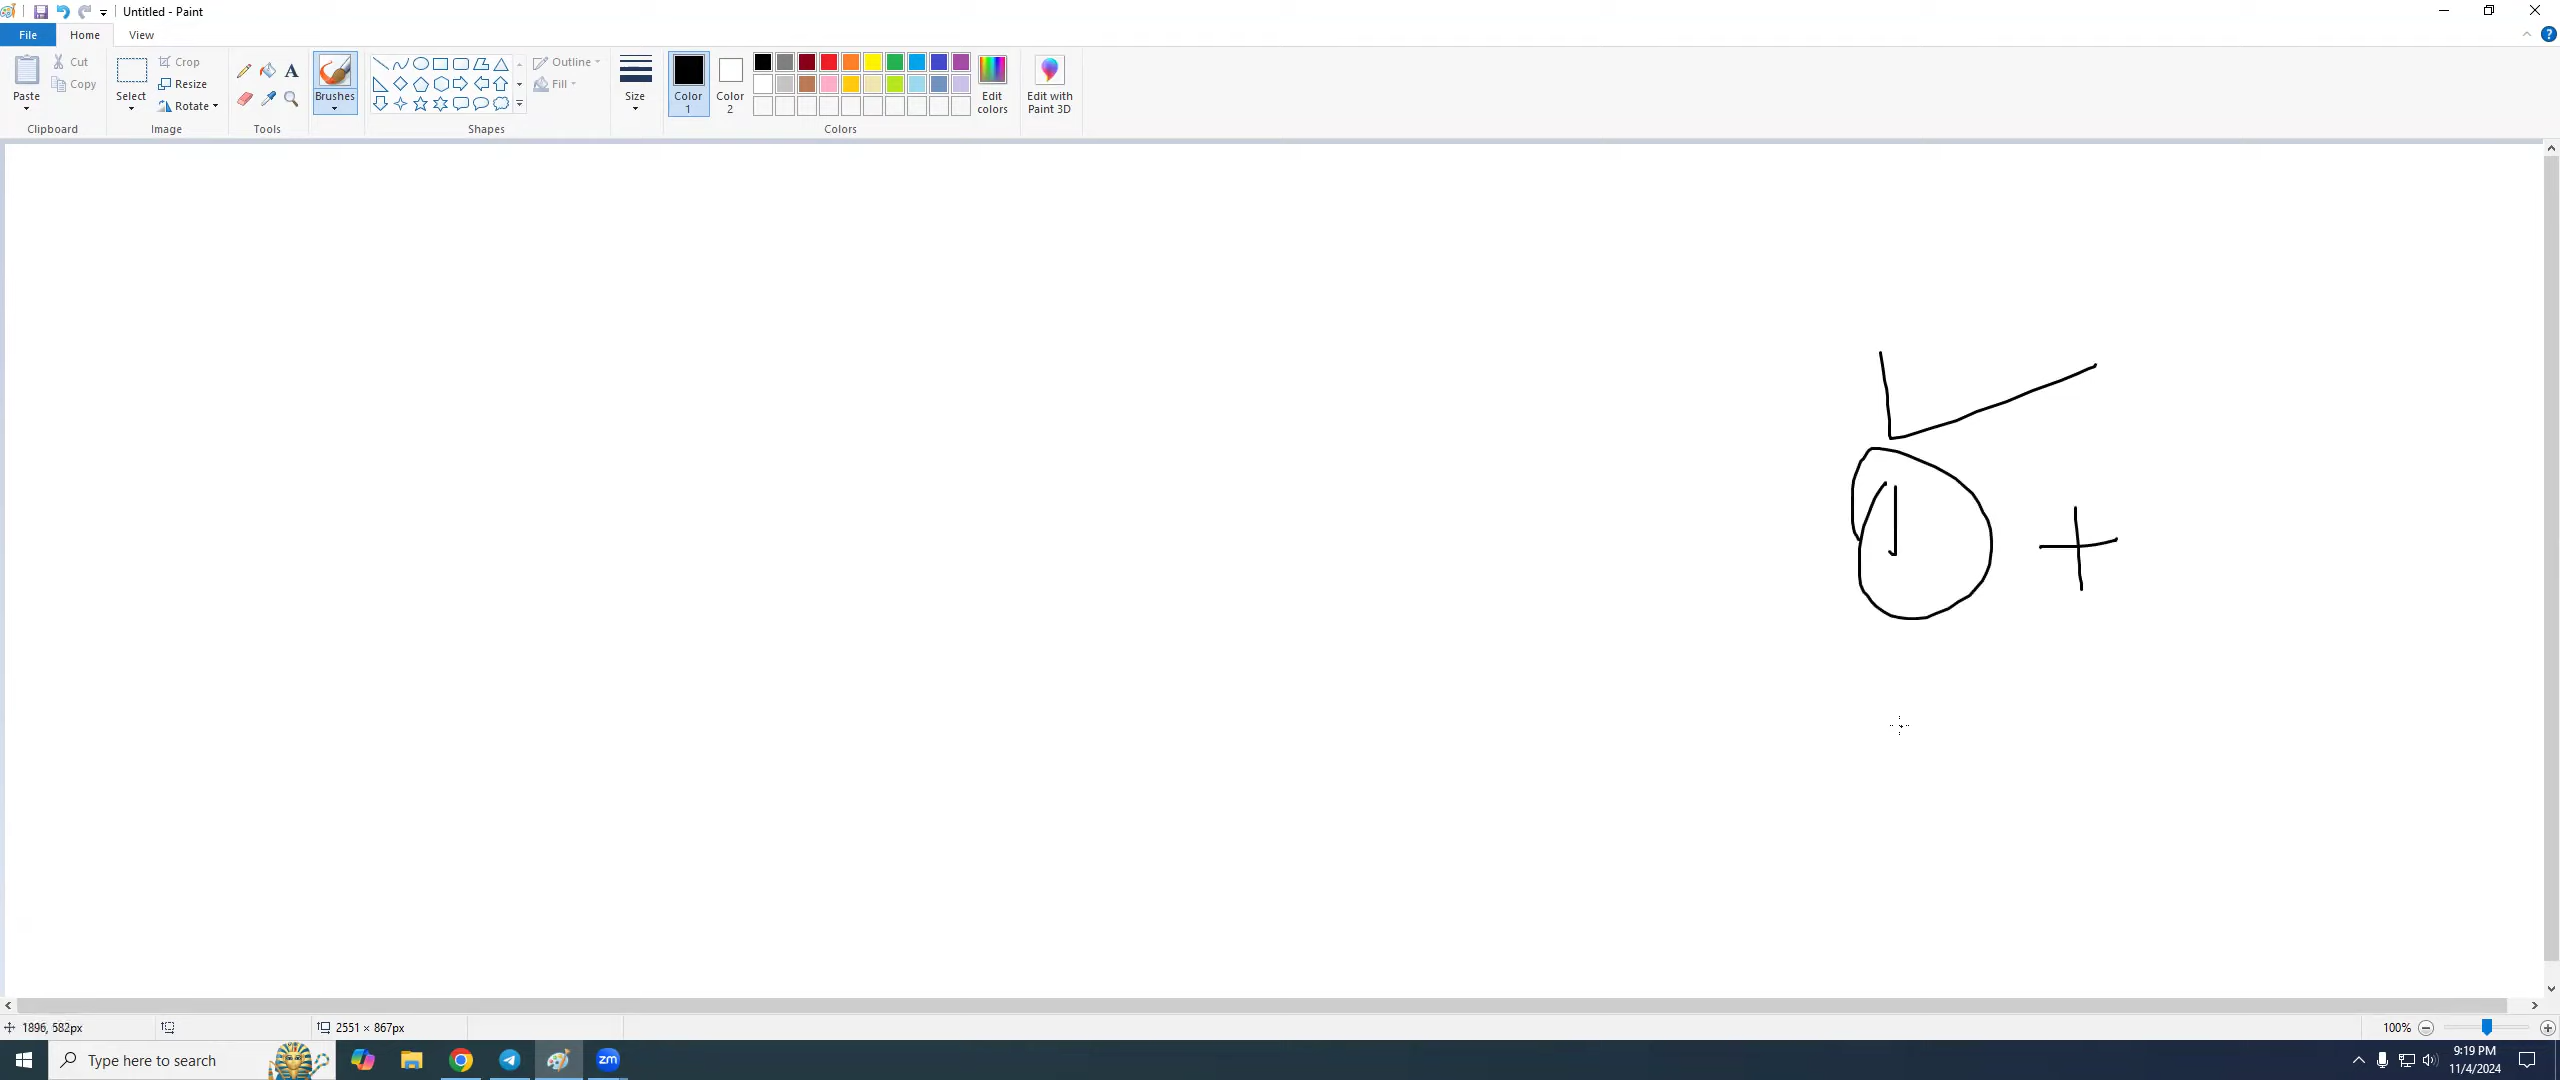 Untitled - Paint
File Home View
Paste Cut Copy Select Crop Resize Rotate Brushes Outline Fill Size Color 1 Color 2 Edit colors Edit with Paint 3D
Clipboard Image Tools Shapes Colors
1 +
1896, 582px 2551 × 867px 100%
Type here to search zm 9:19 PM
11/4/2024